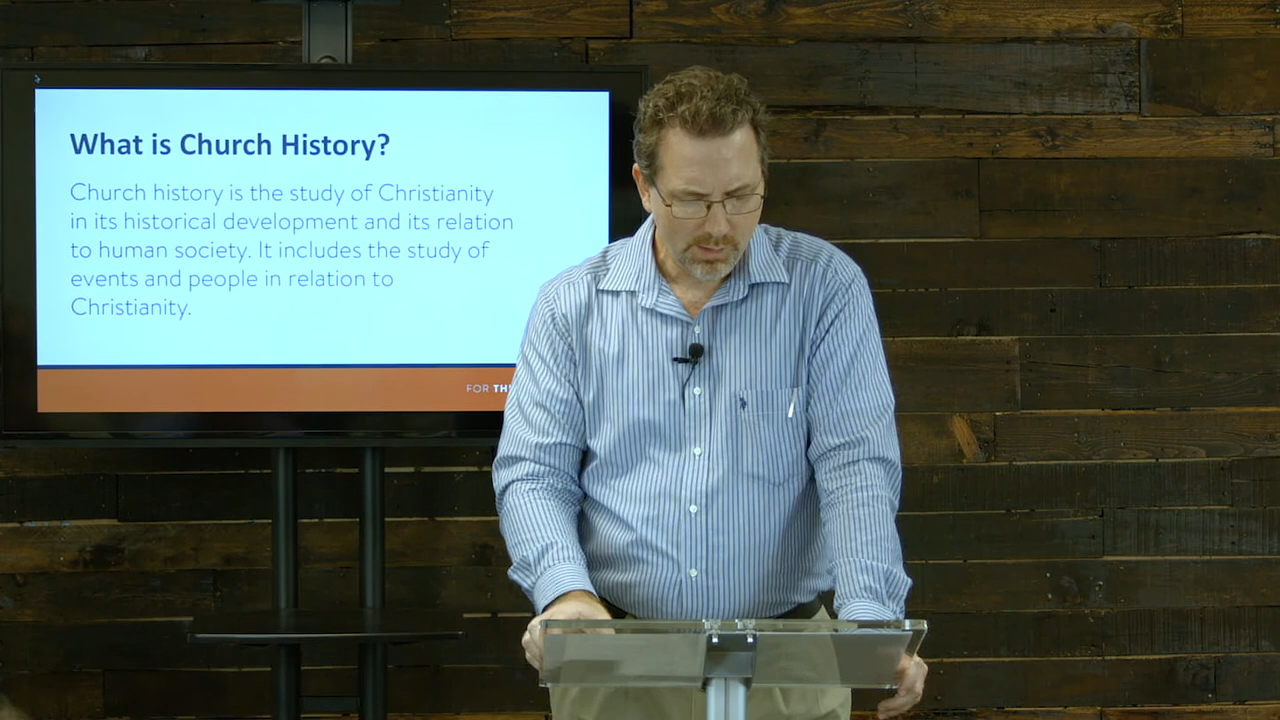 What is Church History?
Church history is the study of Christianity
in its historical development and its relation
to human society. It includes the study of
events and people in relation to
Christianity.
FOR